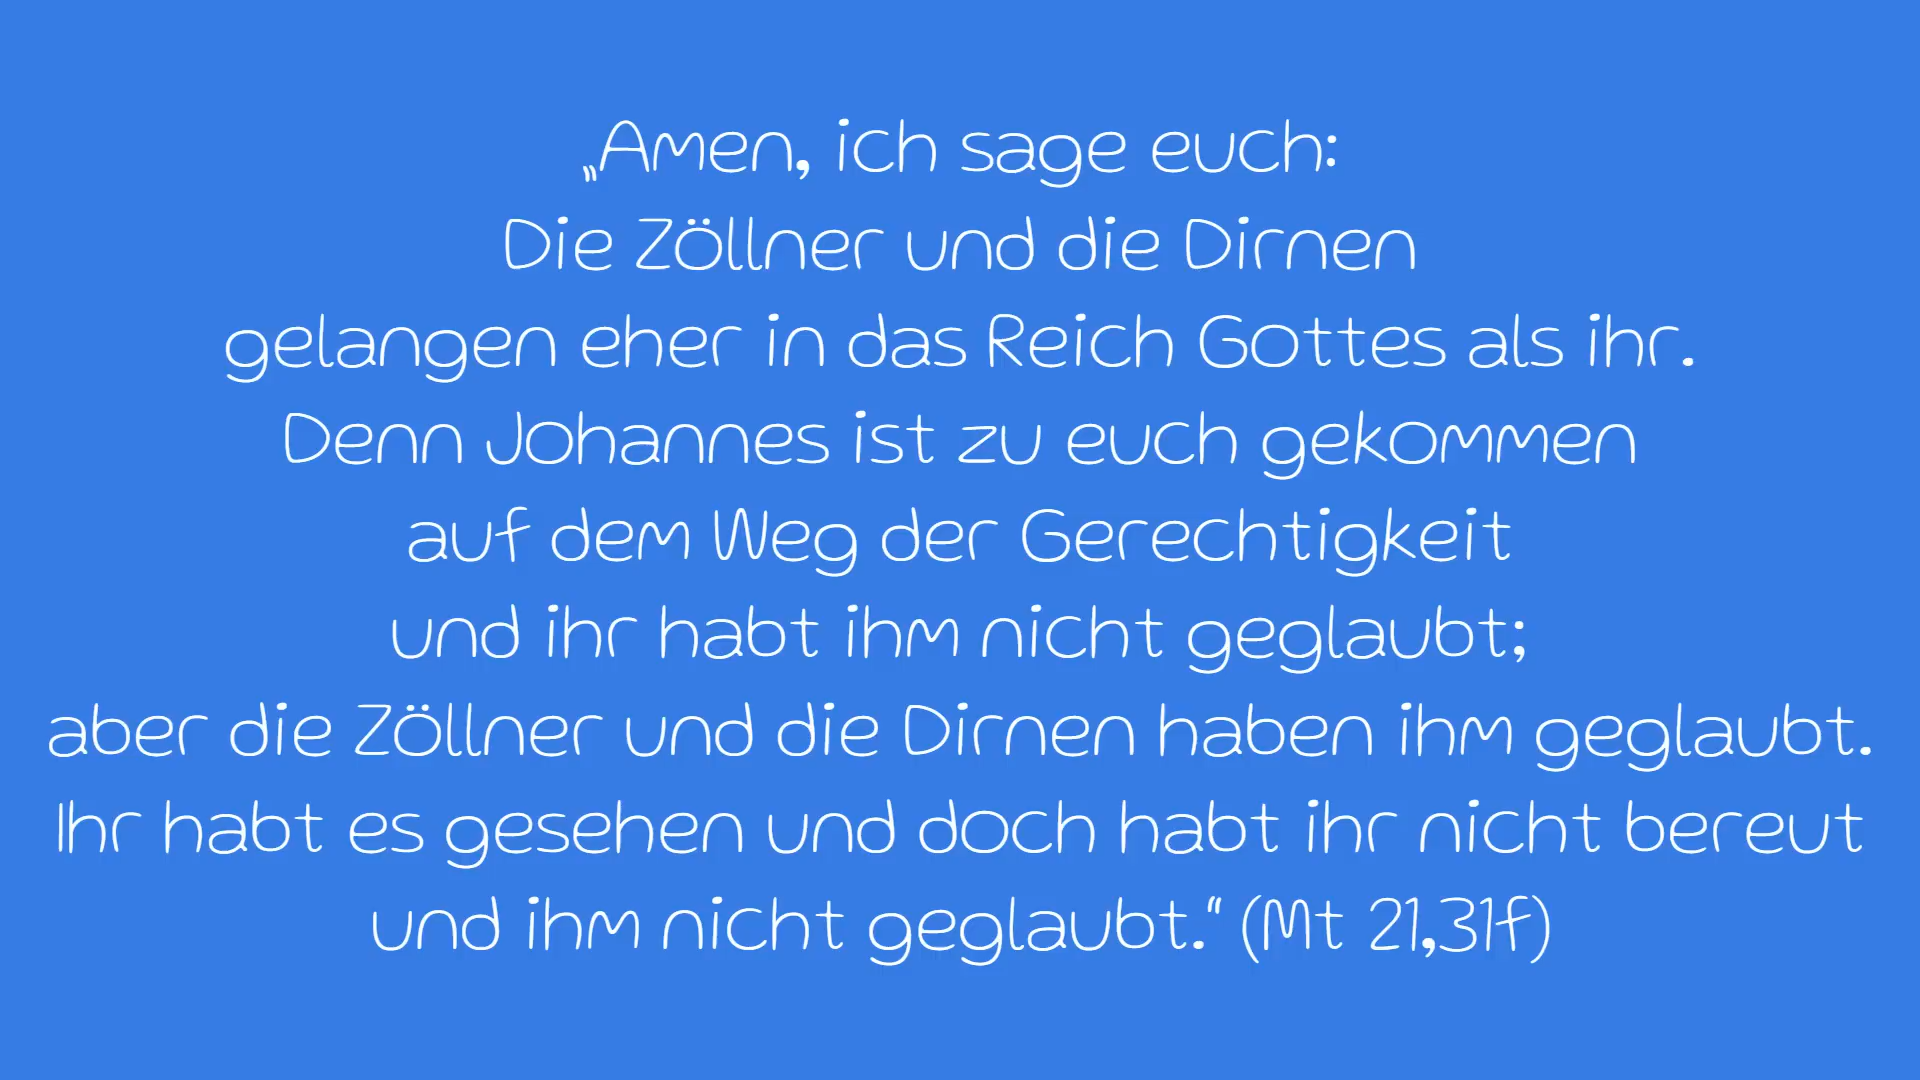 „Amen, ich sage euch:
Die Zöllner und die Dirnen
gelangen eher in das Reich Gottes als ihr.
Denn Johannes ist zu euch gekommen
auf dem Weg der Gerechtigkeit
und ihr habt ihm nicht geglaubt;
aber die Zöllner und die Dirnen haben ihm geglaubt.
Ihr habt es gesehen und doch habt ihr nicht bereut
und ihm nicht geglaubt.“ (Mt 21,31f)